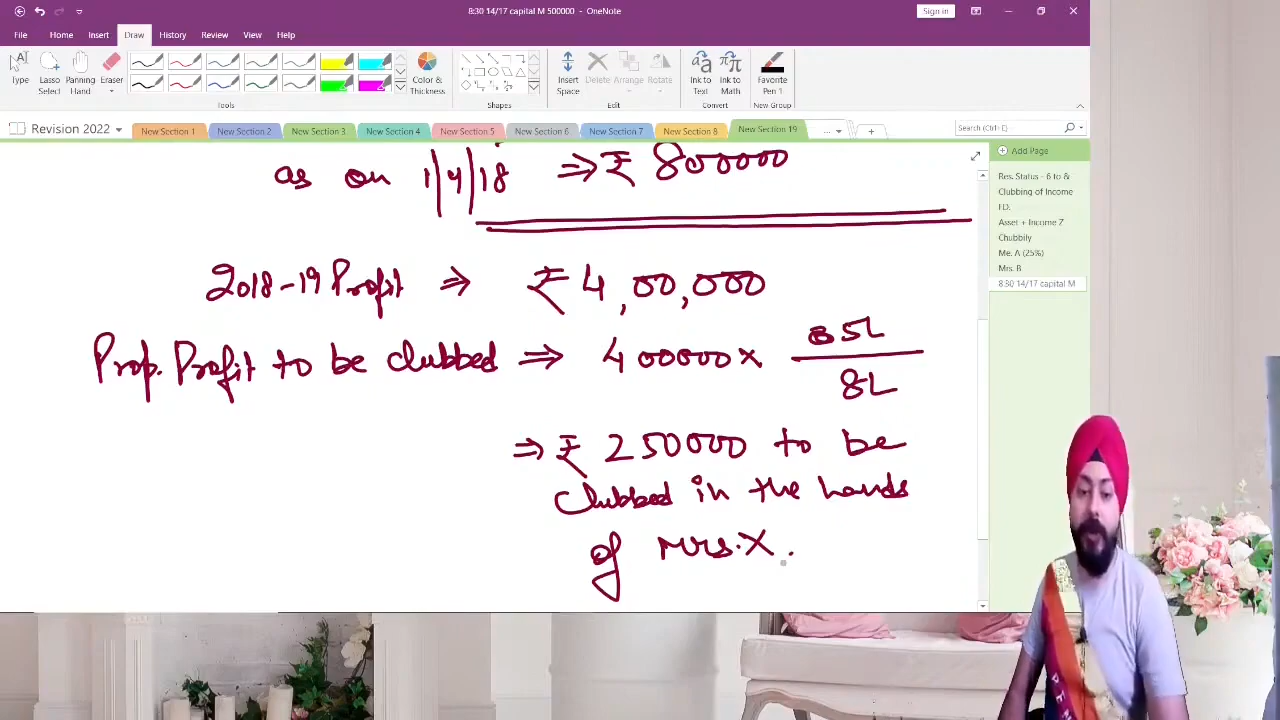 8:30 14/17 capital M 500000 - OneNote
Sign in
File Home Insert Draw History Review View Help
Type Lasso Select Panning Hand Eraser Color & Thickness Insert Space Delete Arrange Rotate Ink to Text Ink to Math Favorite Pen 1
Tools Shapes Edit Convert New Group
Revision 2022 New Section 1 New Section 2 New Section 3 New Section 4 New Section 5 New Section 6 New Section 7 New Section 8 New Section 19 ... + Search (Ctrl+E)
Add Page
Res. Status - 6 to &
Clubbing of Income
FD.
Asset + Income 7
Chubbily
Me. A (25%)
Mrs. B
8:30 14/17 capital M
as on 1/4/18 ⇒ ₹ 800000
2018-19 Profit ⇒ ₹ 4,00,000
Prop. Profit to be clubbed ⇒ 400000 × 5L
8L
⇒ ₹ 250000 to be
clubbed in the hands
of Mrs. X.